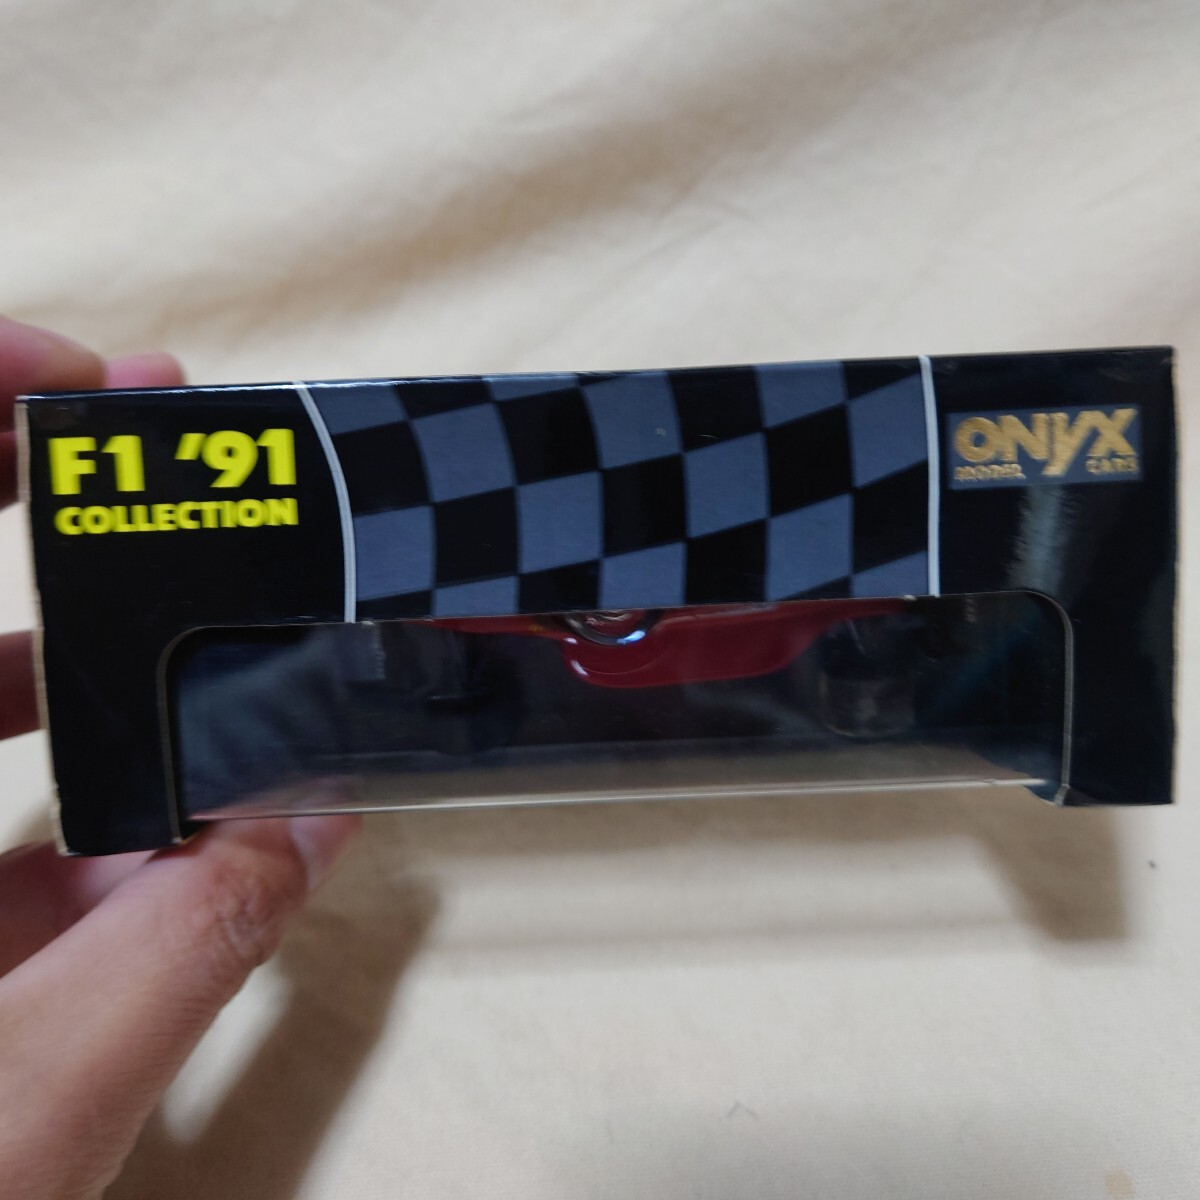 F1 '91
COLLECTION
ONYX
MODEL CARS